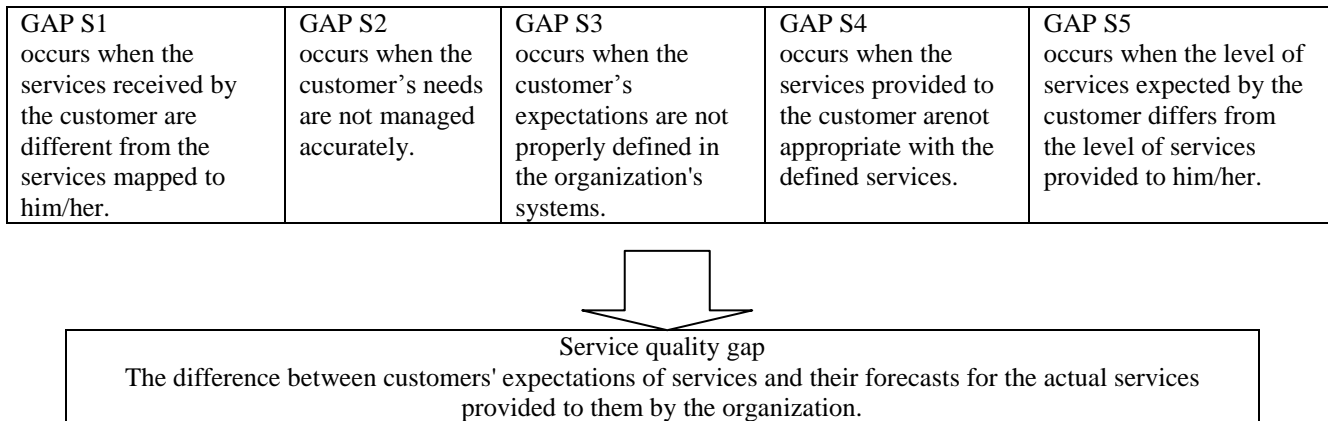 GAP S1
occurs when the
services received by
the customer are
different from the
services mapped to
him/her.
GAP S2
occurs when the
customer's needs
are not managed
accurately.
GAP S3
occurs when the
customer's
expectations are not
properly defined in
the organization's
systems.
GAP S4
occurs when the
services provided to
the customer arenot
appropriate with the
defined services.
GAP S5
occurs when the level of
services expected by the
customer differs from
the level of services
provided to him/her.
Service quality gap
The difference between customers' expectations of services and their forecasts for the actual services
provided to them by the organization.